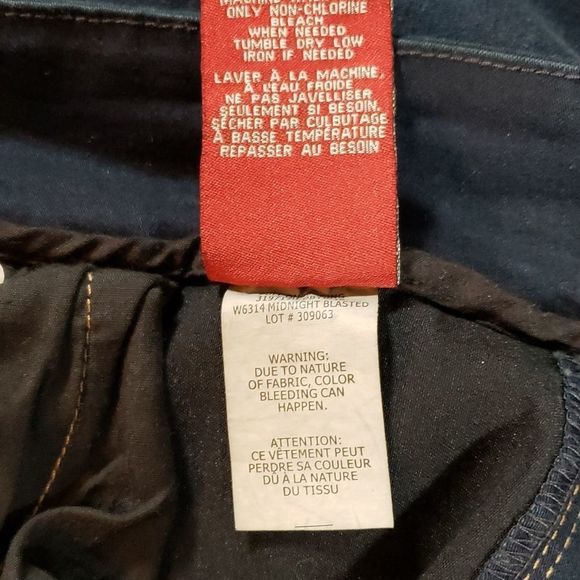 ONLY NON-CHLORINE
BLEACH
WHEN NEEDED
TUMBLE DRY LOW
IRON IF NEEDED
LAVER À LA MACHINE,
À L'EAU FROIDE
NE PAS JAVELLISER
SEULEMENT SI BESOIN.
SÉCHER PAR CULBUTAGE
À BASSE TEMPÉRATURE
REPASSER AU BESOIN
W6314 MIDNIGHT BLASTED
LOT # 309063
WARNING:
DUE TO NATURE
OF FABRIC, COLOR
BLEEDING CAN
HAPPEN.
ATTENTION:
CE VÊTEMENT PEUT
PERDRE SA COULEUR
DÙ À LA NATURE
DU TISSU